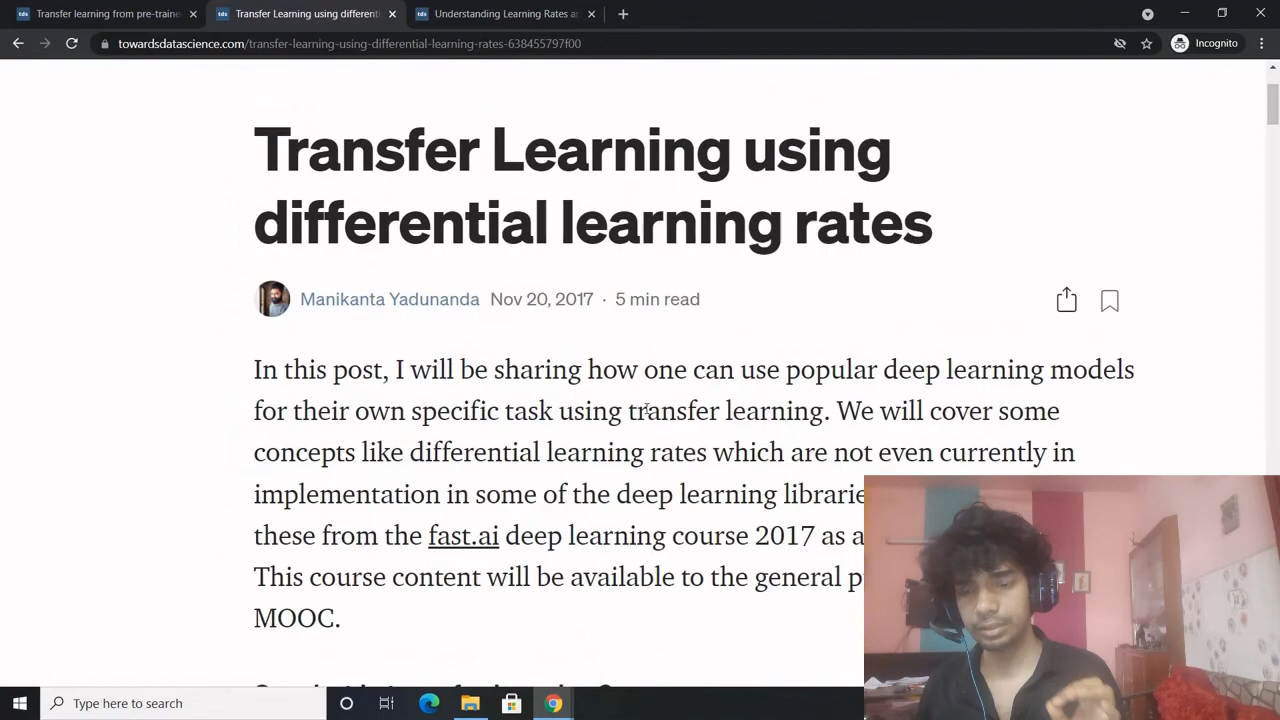 Transfer learning from pre-traine
Transfer Learning using different
Understanding Learning Rates a
towardsdatascience.com/transfer-learning-using-differential-learning-rates-638455797f00
Incognito
Transfer Learning using
differential learning rates
Manikanta Yadunanda Nov 20, 2017 · 5 min read
In this post, I will be sharing how one can use popular deep learning models
for their own specific task using transfer learning. We will cover some
concepts like differential learning rates which are not even currently in
implementation in some of the deep learning librarie
these from the fast.ai deep learning course 2017 as a
This course content will be available to the general p
MOOC.
Type here to search